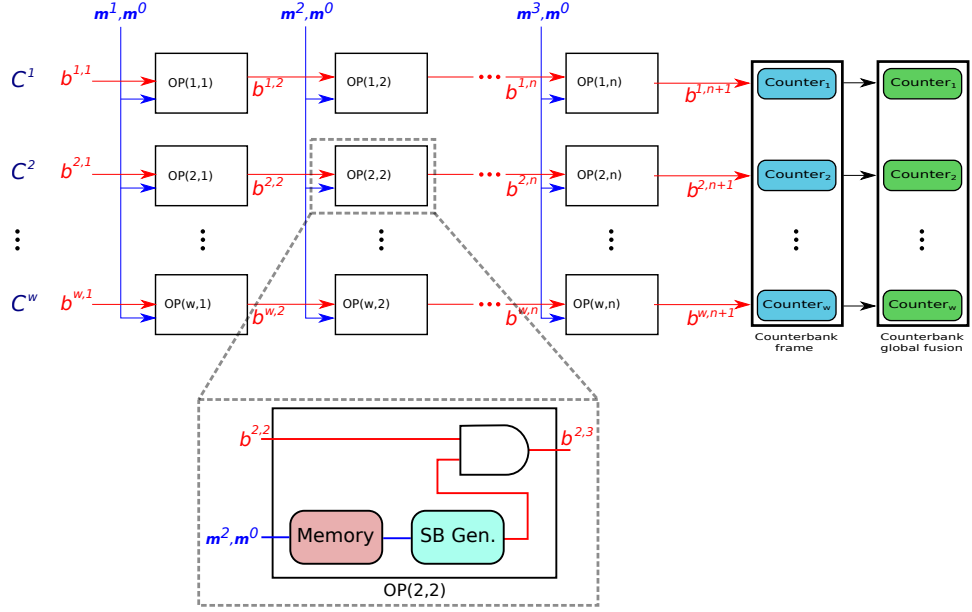 m¹,m⁰ m²,m⁰ m³,m⁰
C¹ b¹,¹ OP(1,1) b¹,² OP(1,2) ••• b¹,ⁿ OP(1,n) b¹,ⁿ⁺¹ Counter₁ Counter₁
C² b²,¹ OP(2,1) b²,² OP(2,2) ••• b²,ⁿ OP(2,n) b²,ⁿ⁺¹ Counter₂ Counter₂
Cʷ bʷ,¹ OP(w,1) bʷ,² OP(w,2) ••• bʷ,ⁿ OP(w,n) bʷ,ⁿ⁺¹ Counter_w Counter_w
Counterbank frame
Counterbank global fusion
b²,² b²,³
m²,m⁰ Memory SB Gen.
OP(2,2)